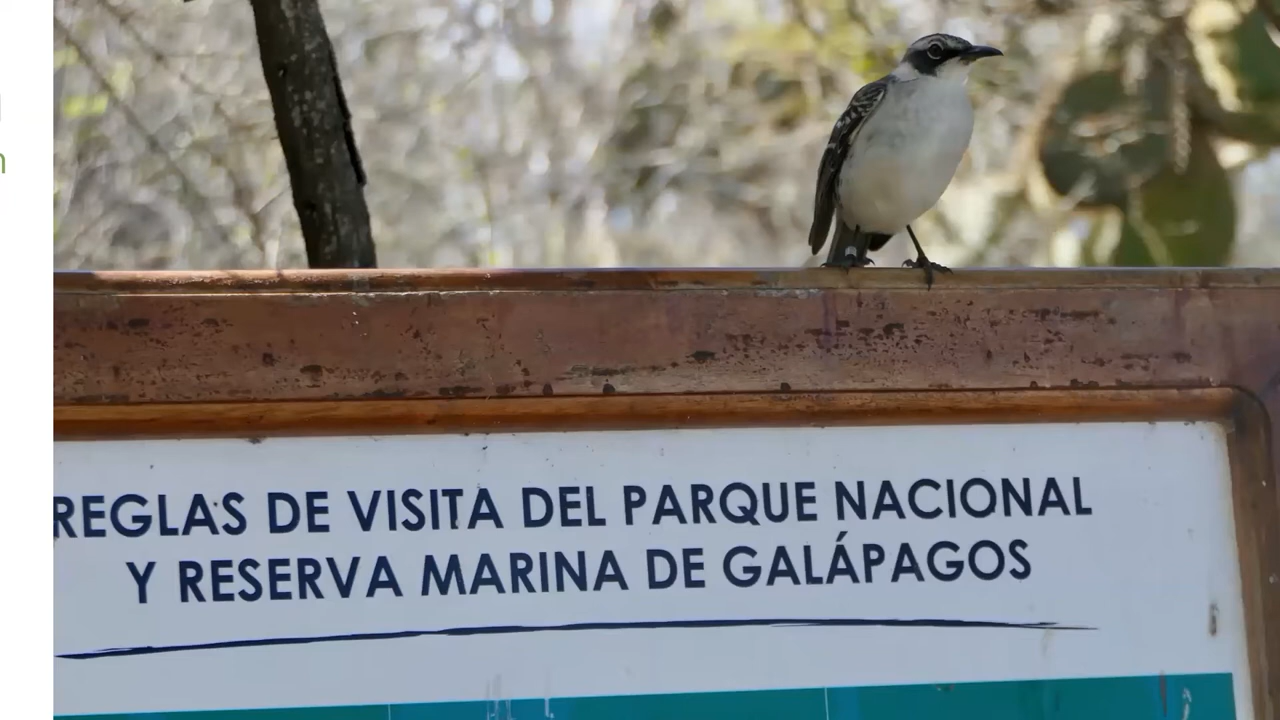 REGLAS DE VISITA DEL PARQUE NACIONAL
Y RESERVA MARINA DE GALÁPAGOS